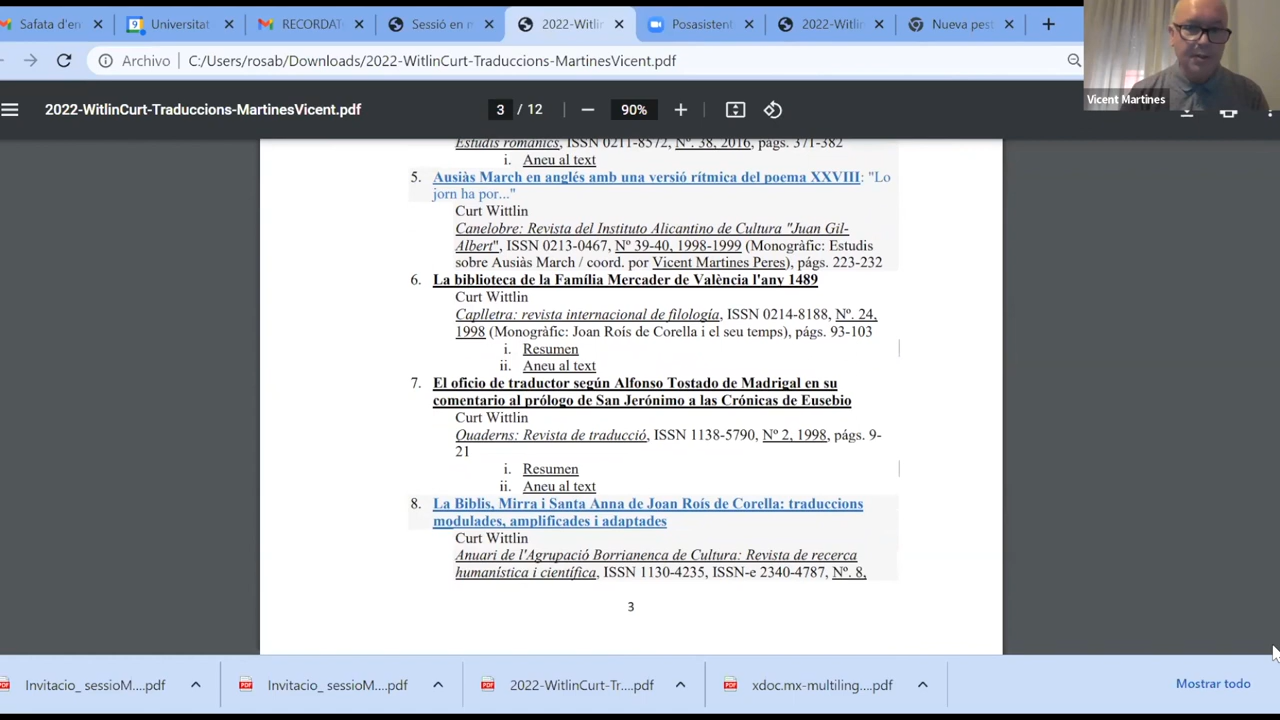 Safata d'en
Universitat
RECORDAT
Sessió en m
2022-Witlin
Posasistent
2022-Witlin
Nueva pest
Archivo
C:/Users/rosab/Downloads/2022-WitlinCurt-Traduccions-MartinesVicent.pdf
Vicent Martines
2022-WitlinCurt-Traduccions-MartinesVicent.pdf
3 / 12
90%
Estudis romànics, ISSN 0211-8572, Nº. 38, 2016, págs. 371-382
i. Aneu al text
5. Ausiàs March en anglés amb una versió rítmica del poema XXVIII: "Lo
jorn ha por..."
Curt Wittlin
Canelobre: Revista del Instituto Alicantino de Cultura "Juan Gil-
Albert", ISSN 0213-0467, Nº 39-40, 1998-1999 (Monogràfic: Estudis
sobre Ausiàs March / coord. por Vicent Martines Peres), págs. 223-232
6. La biblioteca de la Família Mercader de València l'any 1489
Curt Wittlin
Caplletra: revista internacional de filología, ISSN 0214-8188, Nº. 24,
1998 (Monogràfic: Joan Roís de Corella i el seu temps), págs. 93-103
i. Resumen
ii. Aneu al text
7. El oficio de traductor según Alfonso Tostado de Madrigal en su
comentario al prólogo de San Jerónimo a las Crónicas de Eusebio
Curt Wittlin
Quaderns: Revista de traducció, ISSN 1138-5790, Nº 2, 1998, págs. 9-
21
i. Resumen
ii. Aneu al text
8. La Biblis, Mirra i Santa Anna de Joan Roís de Corella: traduccions
modulades, amplificades i adaptades
Curt Wittlin
Anuari de l'Agrupació Borrianenca de Cultura: Revista de recerca
humanística i científica, ISSN 1130-4235, ISSN-e 2340-4787, Nº. 8,
3
Invitacio_ sessioM....pdf
Invitacio_ sessioM....pdf
2022-WitlinCurt-Tr....pdf
xdoc.mx-multiling....pdf
Mostrar todo